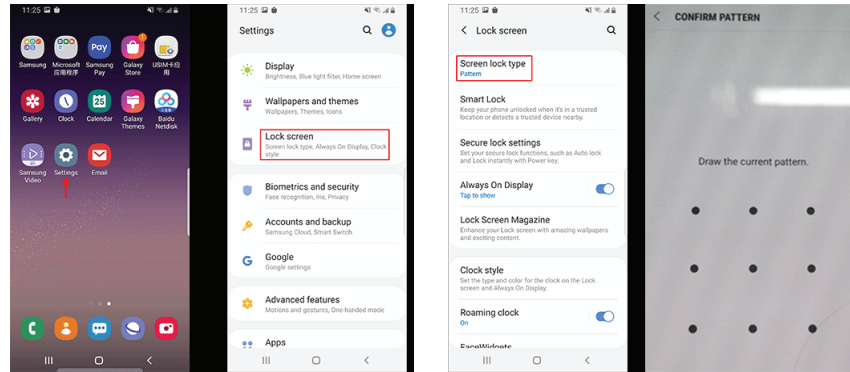 11:25
Samsung
Microsoft
应用程序
Samsung
Pay
Pay
Galaxy
Store
1
USIM卡应
用
Gallery
Clock
25
Calendar
Galaxy
Themes
Baidu
Netdisk
Samsung
Video
Settings
Email
11:25
Settings
Display
Brightness, Blue light filter, Home screen
Wallpapers and themes
Wallpapers, Themes, Icons
Lock screen
Screen lock type, Always On Display, Clock
style
Biometrics and security
Face recognition, Iris, Privacy
Accounts and backup
Samsung Cloud, Smart Switch
G
Google
Google settings
Advanced features
Motions and gestures, One-handed mode
Apps
11:25
Lock screen
Screen lock type
Pattern
Smart Lock
Keep your phone unlocked when it's in a trusted
location or detects a trusted device nearby.
Secure lock settings
Set your secure lock functions, such as Auto lock
and Lock instantly with Power key.
Always On Display
Tap to show
Lock Screen Magazine
Enhance your Lock screen with amazing wallpapers
and exciting content.
Clock style
Set the type and color for the clock on the Lock
screen and Always On Display.
Roaming clock
On
FaceWidgets
CONFIRM PATTERN
Draw the current pattern.